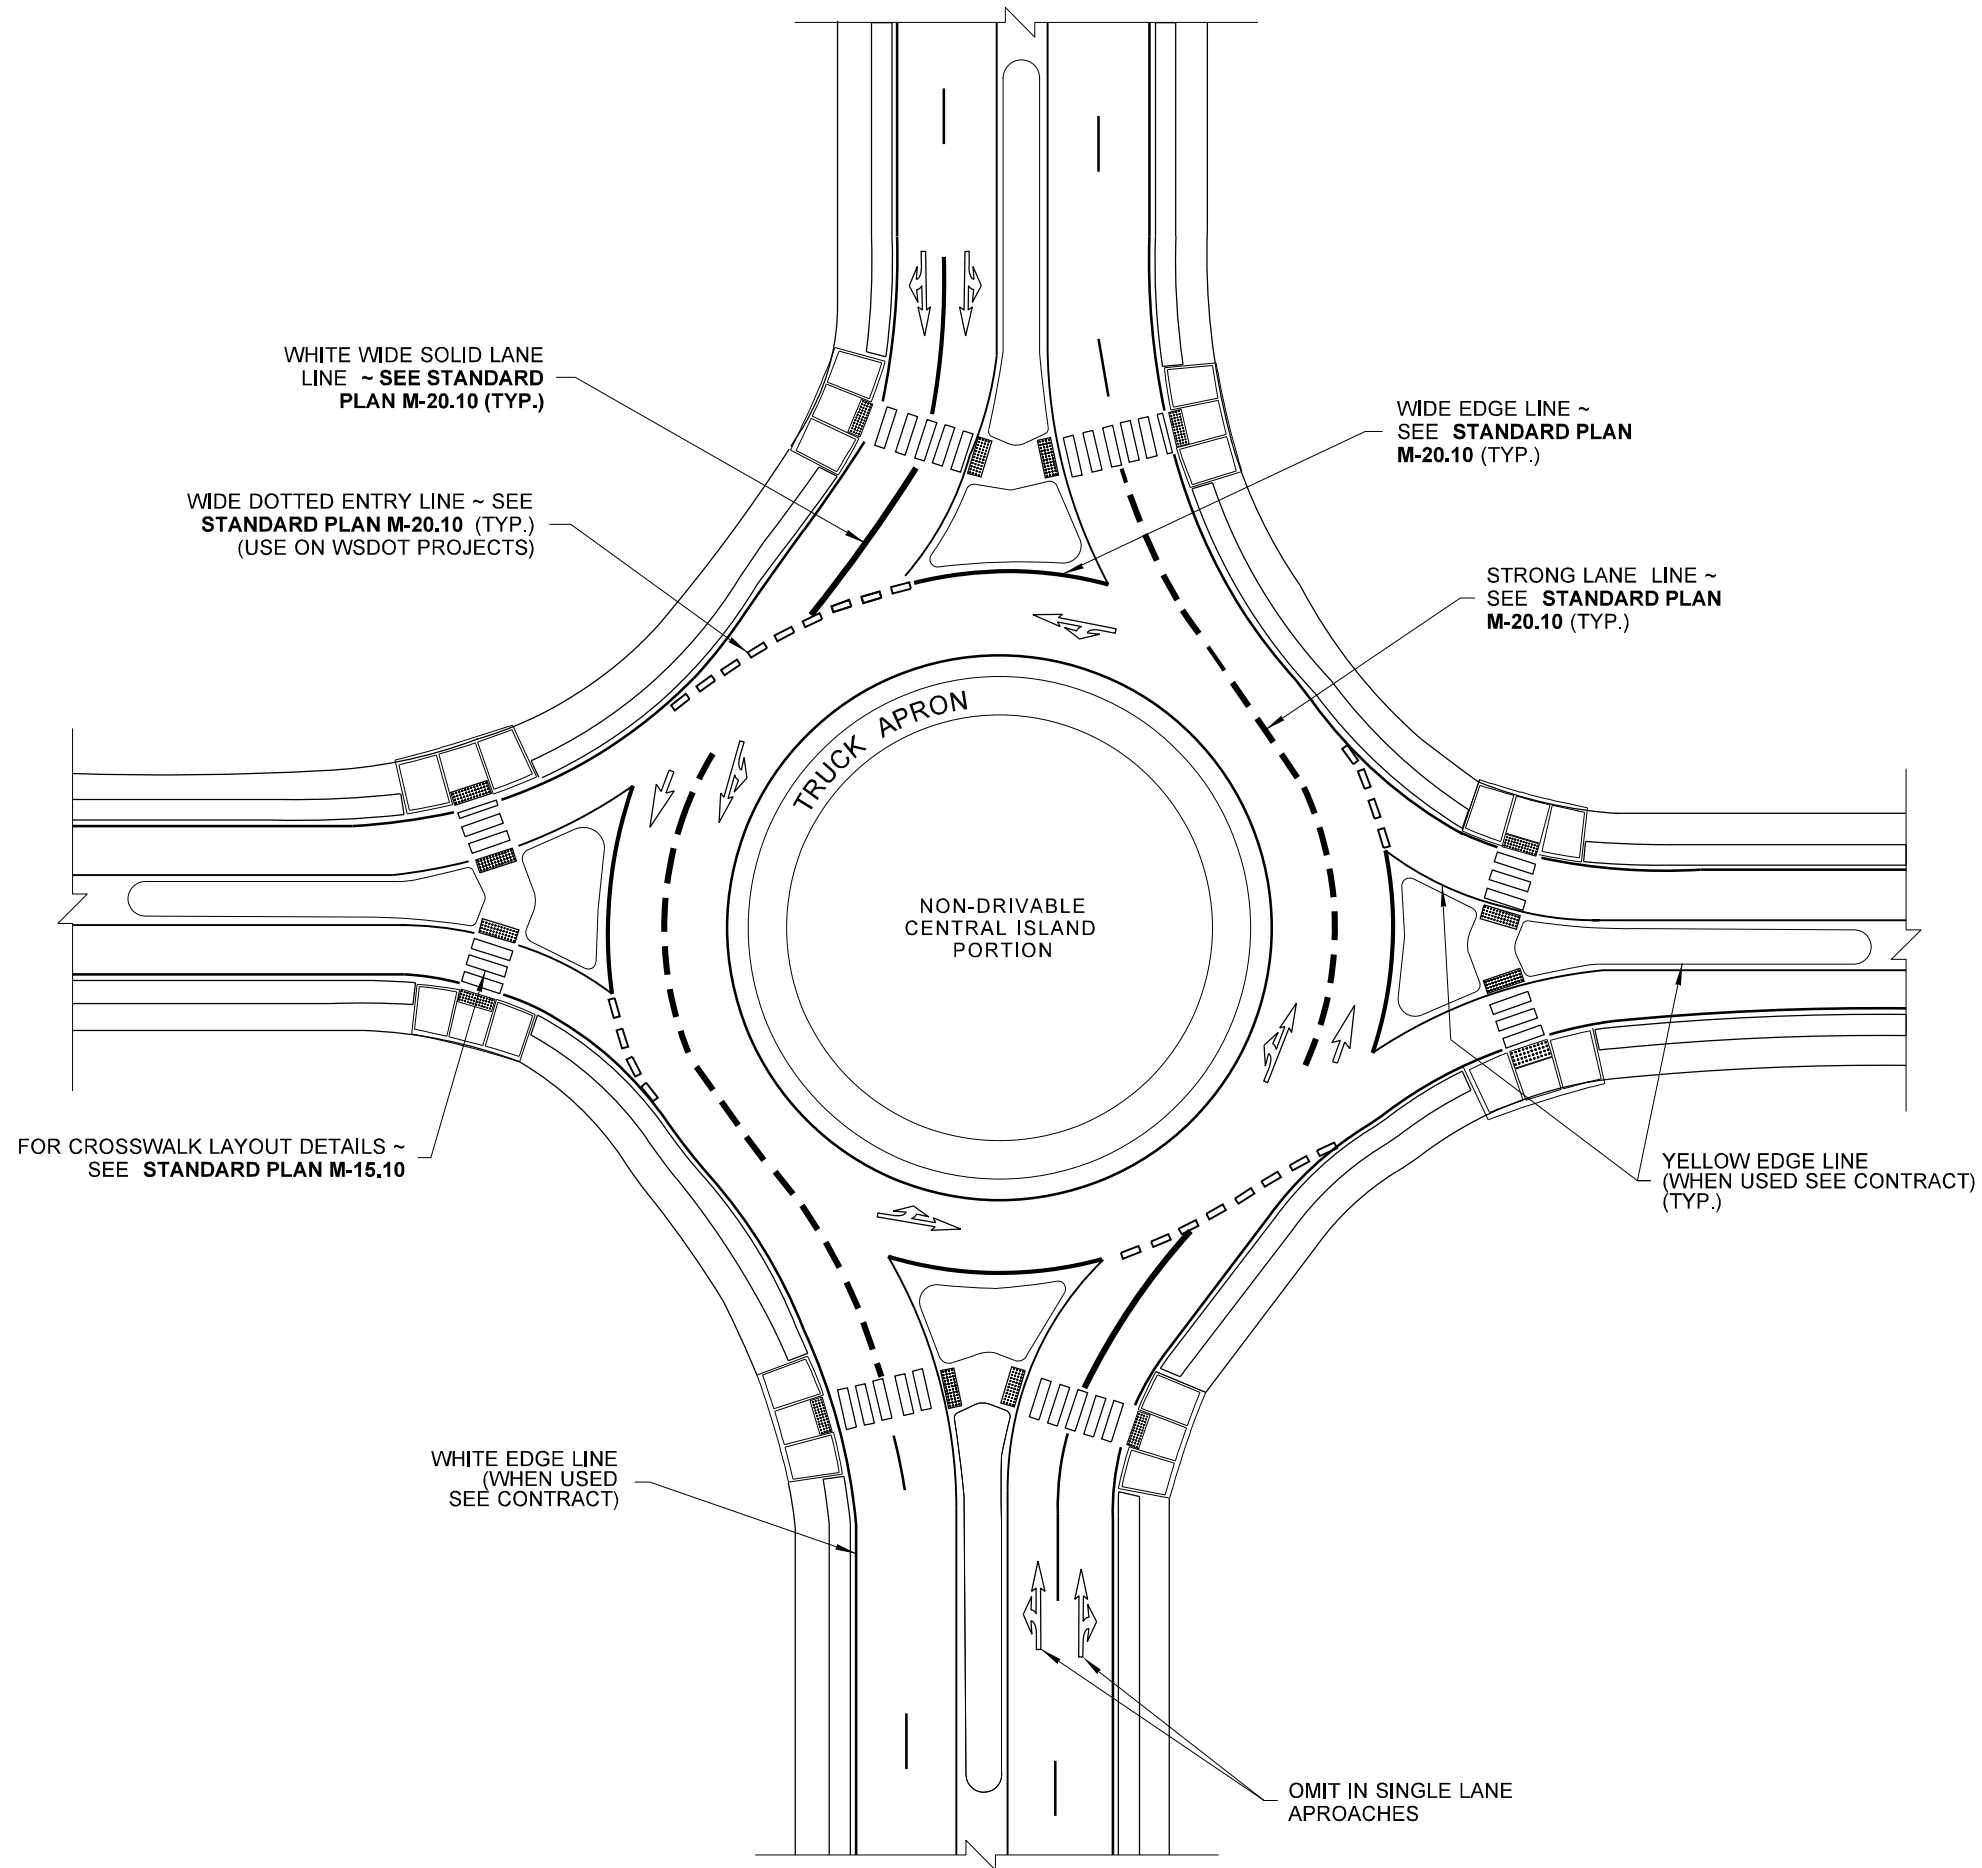 WHITE WIDE SOLID LANE
LINE ~ SEE STANDARD
PLAN M-20.10 (TYP.)
WIDE EDGE LINE ~
SEE STANDARD PLAN
M-20.10 (TYP.)
WIDE DOTTED ENTRY LINE ~ SEE
STANDARD PLAN M-20.10 (TYP.)
(USE ON WSDOT PROJECTS)
STRONG LANE LINE ~
SEE STANDARD PLAN
M-20.10 (TYP.)
TRUCK APRON
NON-DRIVABLE
CENTRAL ISLAND
PORTION
FOR CROSSWALK LAYOUT DETAILS ~
SEE STANDARD PLAN M-15.10
YELLOW EDGE LINE
(WHEN USED SEE CONTRACT)
(TYP.)
WHITE EDGE LINE
(WHEN USED
SEE CONTRACT)
OMIT IN SINGLE LANE
APROACHES